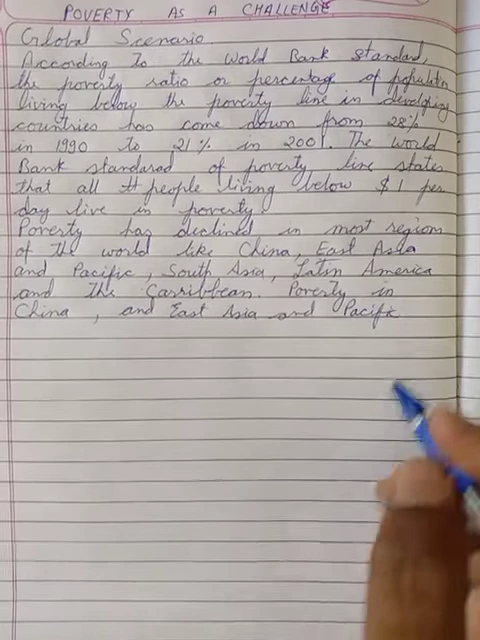 POVERTY AS A CHALLENGE
Global Scenario
According To the World Bank standard,
the poverty ratio or percentage of population
living below the poverty line in developing
countries has come down from 28%
in 1990 to 21% in 2001. The world
Bank standared of poverty line states
that all people living below $1 per
day live in poverty.
Poverty has declined in most regions
of the world like China, East Asia
and Pacific, South Asia, Latin America
and the Carribbean. Poverty in
China, and East Asia and Pacific